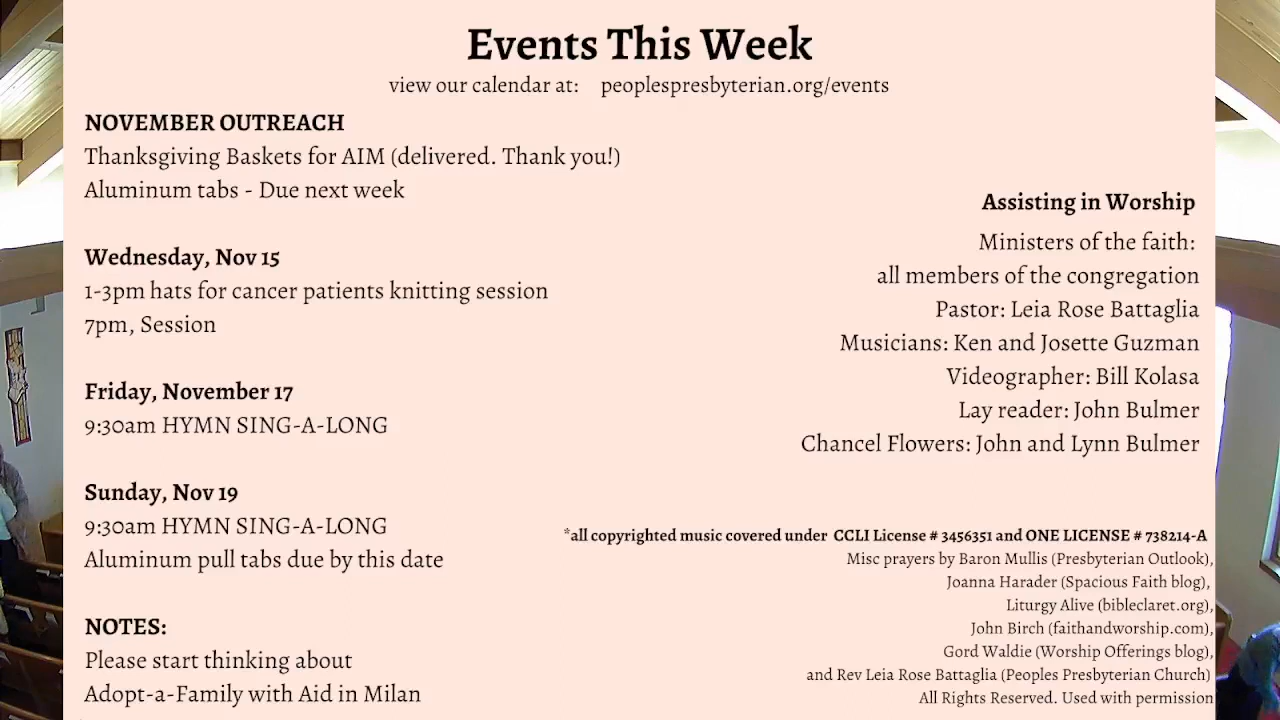 Events This Week
view our calendar at: peoplespresbyterian.org/events
NOVEMBER OUTREACH
Thanksgiving Baskets for AIM (delivered. Thank you!)
Aluminum tabs - Due next week
Wednesday, Nov 15
1-3pm hats for cancer patients knitting session
7pm, Session
Friday, November 17
9:30am HYMN SING-A-LONG
Sunday, Nov 19
9:30am HYMN SING-A-LONG
Aluminum pull tabs due by this date
NOTES:
Please start thinking about
Adopt-a-Family with Aid in Milan
Assisting in Worship
Ministers of the faith:
all members of the congregation
Pastor: Leia Rose Battaglia
Musicians: Ken and Josette Guzman
Videographer: Bill Kolasa
Lay reader: John Bulmer
Chancel Flowers: John and Lynn Bulmer
*all copyrighted music covered under CCLI License # 3456351 and ONE LICENSE # 738214-A
Misc prayers by Baron Mullis (Presbyterian Outlook),
Joanna Harader (Spacious Faith blog),
Liturgy Alive (bibleclaret.org),
John Birch (faithandworship.com),
Gord Waldie (Worship Offerings blog),
and Rev Leia Rose Battaglia (Peoples Presbyterian Church)
All Rights Reserved. Used with permission